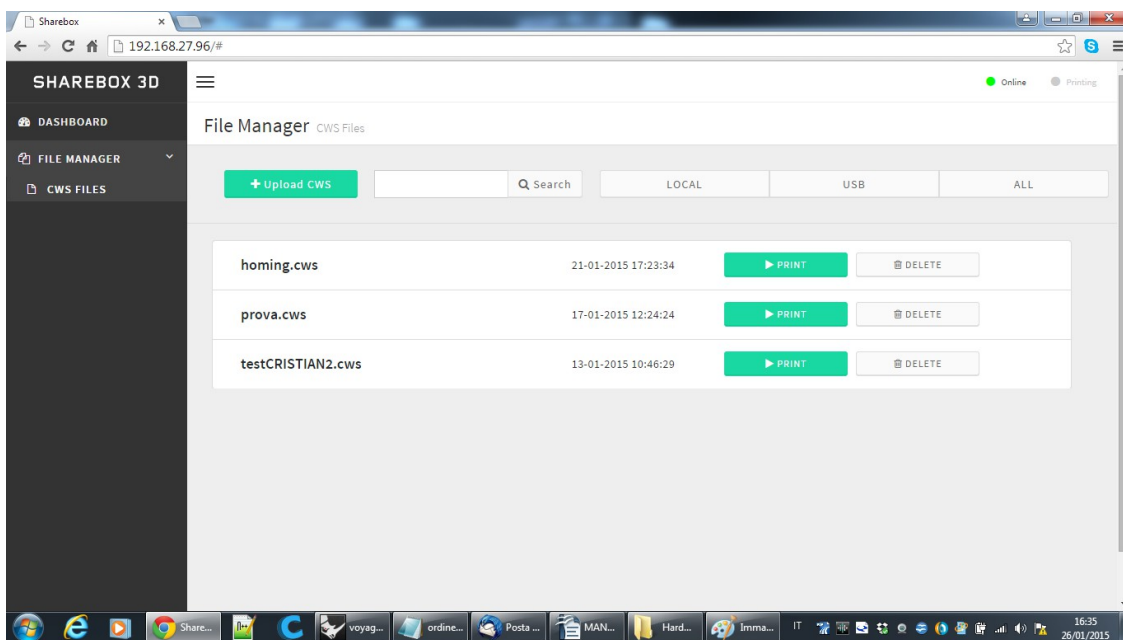 Sharebox
192.168.27.96/#
SHAREBOX 3D
Online
Printing
DASHBOARD
File Manager CWS Files
FILE MANAGER
CWS FILES
Upload CWS
Search
LOCAL
USB
ALL
homing.cws 21-01-2015 17:23:34 PRINT DELETE
prova.cws 17-01-2015 12:24:24 PRINT DELETE
testCRISTIAN2.cws 13-01-2015 10:46:29 PRINT DELETE
Share...
voyag...
ordine...
Posta ...
MAN...
Hard...
Imma...
IT
16:35
26/01/2015